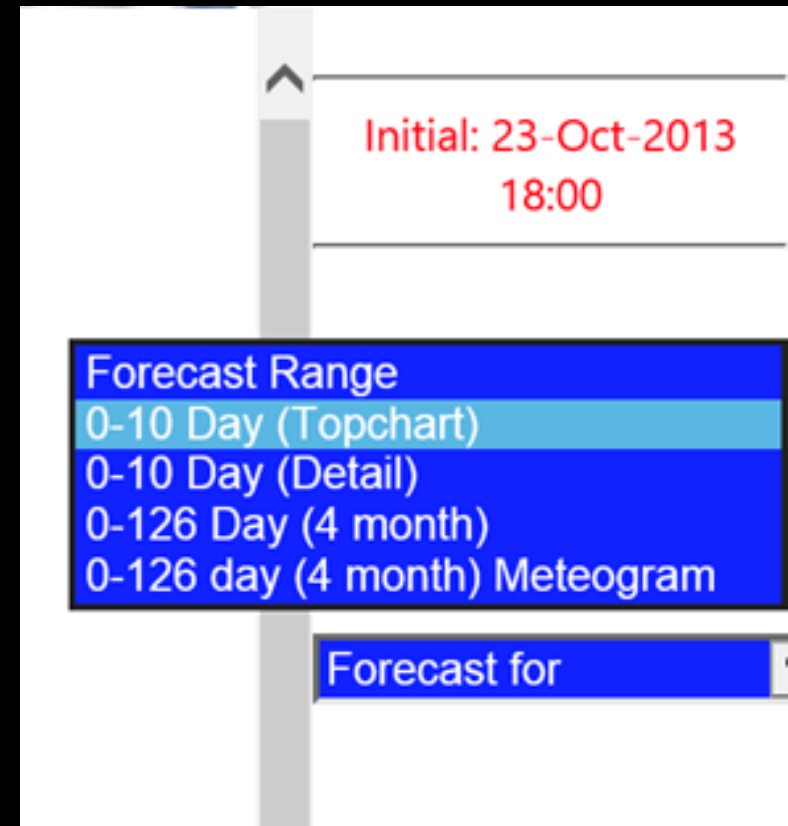 Initial: 23-Oct-2013
18:00
Forecast Range
0-10 Day (Topchart)
0-10 Day (Detail)
0-126 Day (4 month)
0-126 day (4 month) Meteogram
Forecast for